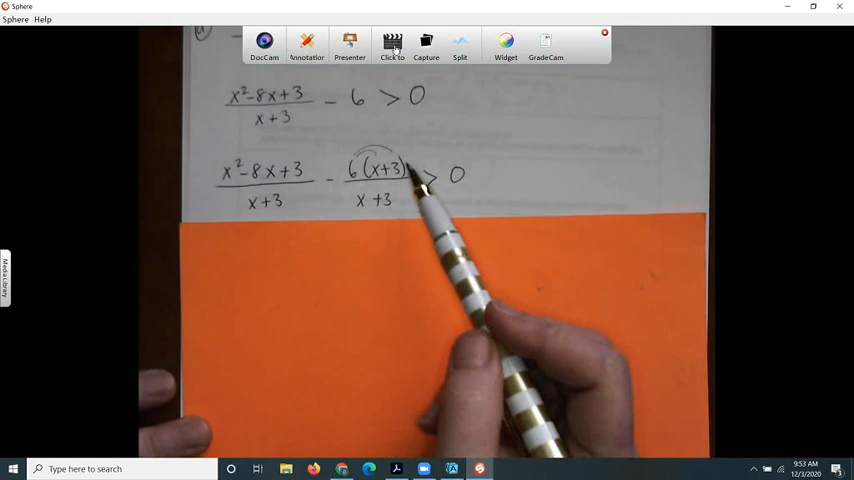 Sphere
Sphere Help
DocCam Annotation Presenter Click to Capture Split Widget GradeCam
x²-8x+3 / x+3 - 6 > 0
x²-8x+3 / x+3 - 6(x+3) / x+3 > 0
Media Library
Type here to search
9:53 AM
12/3/2020